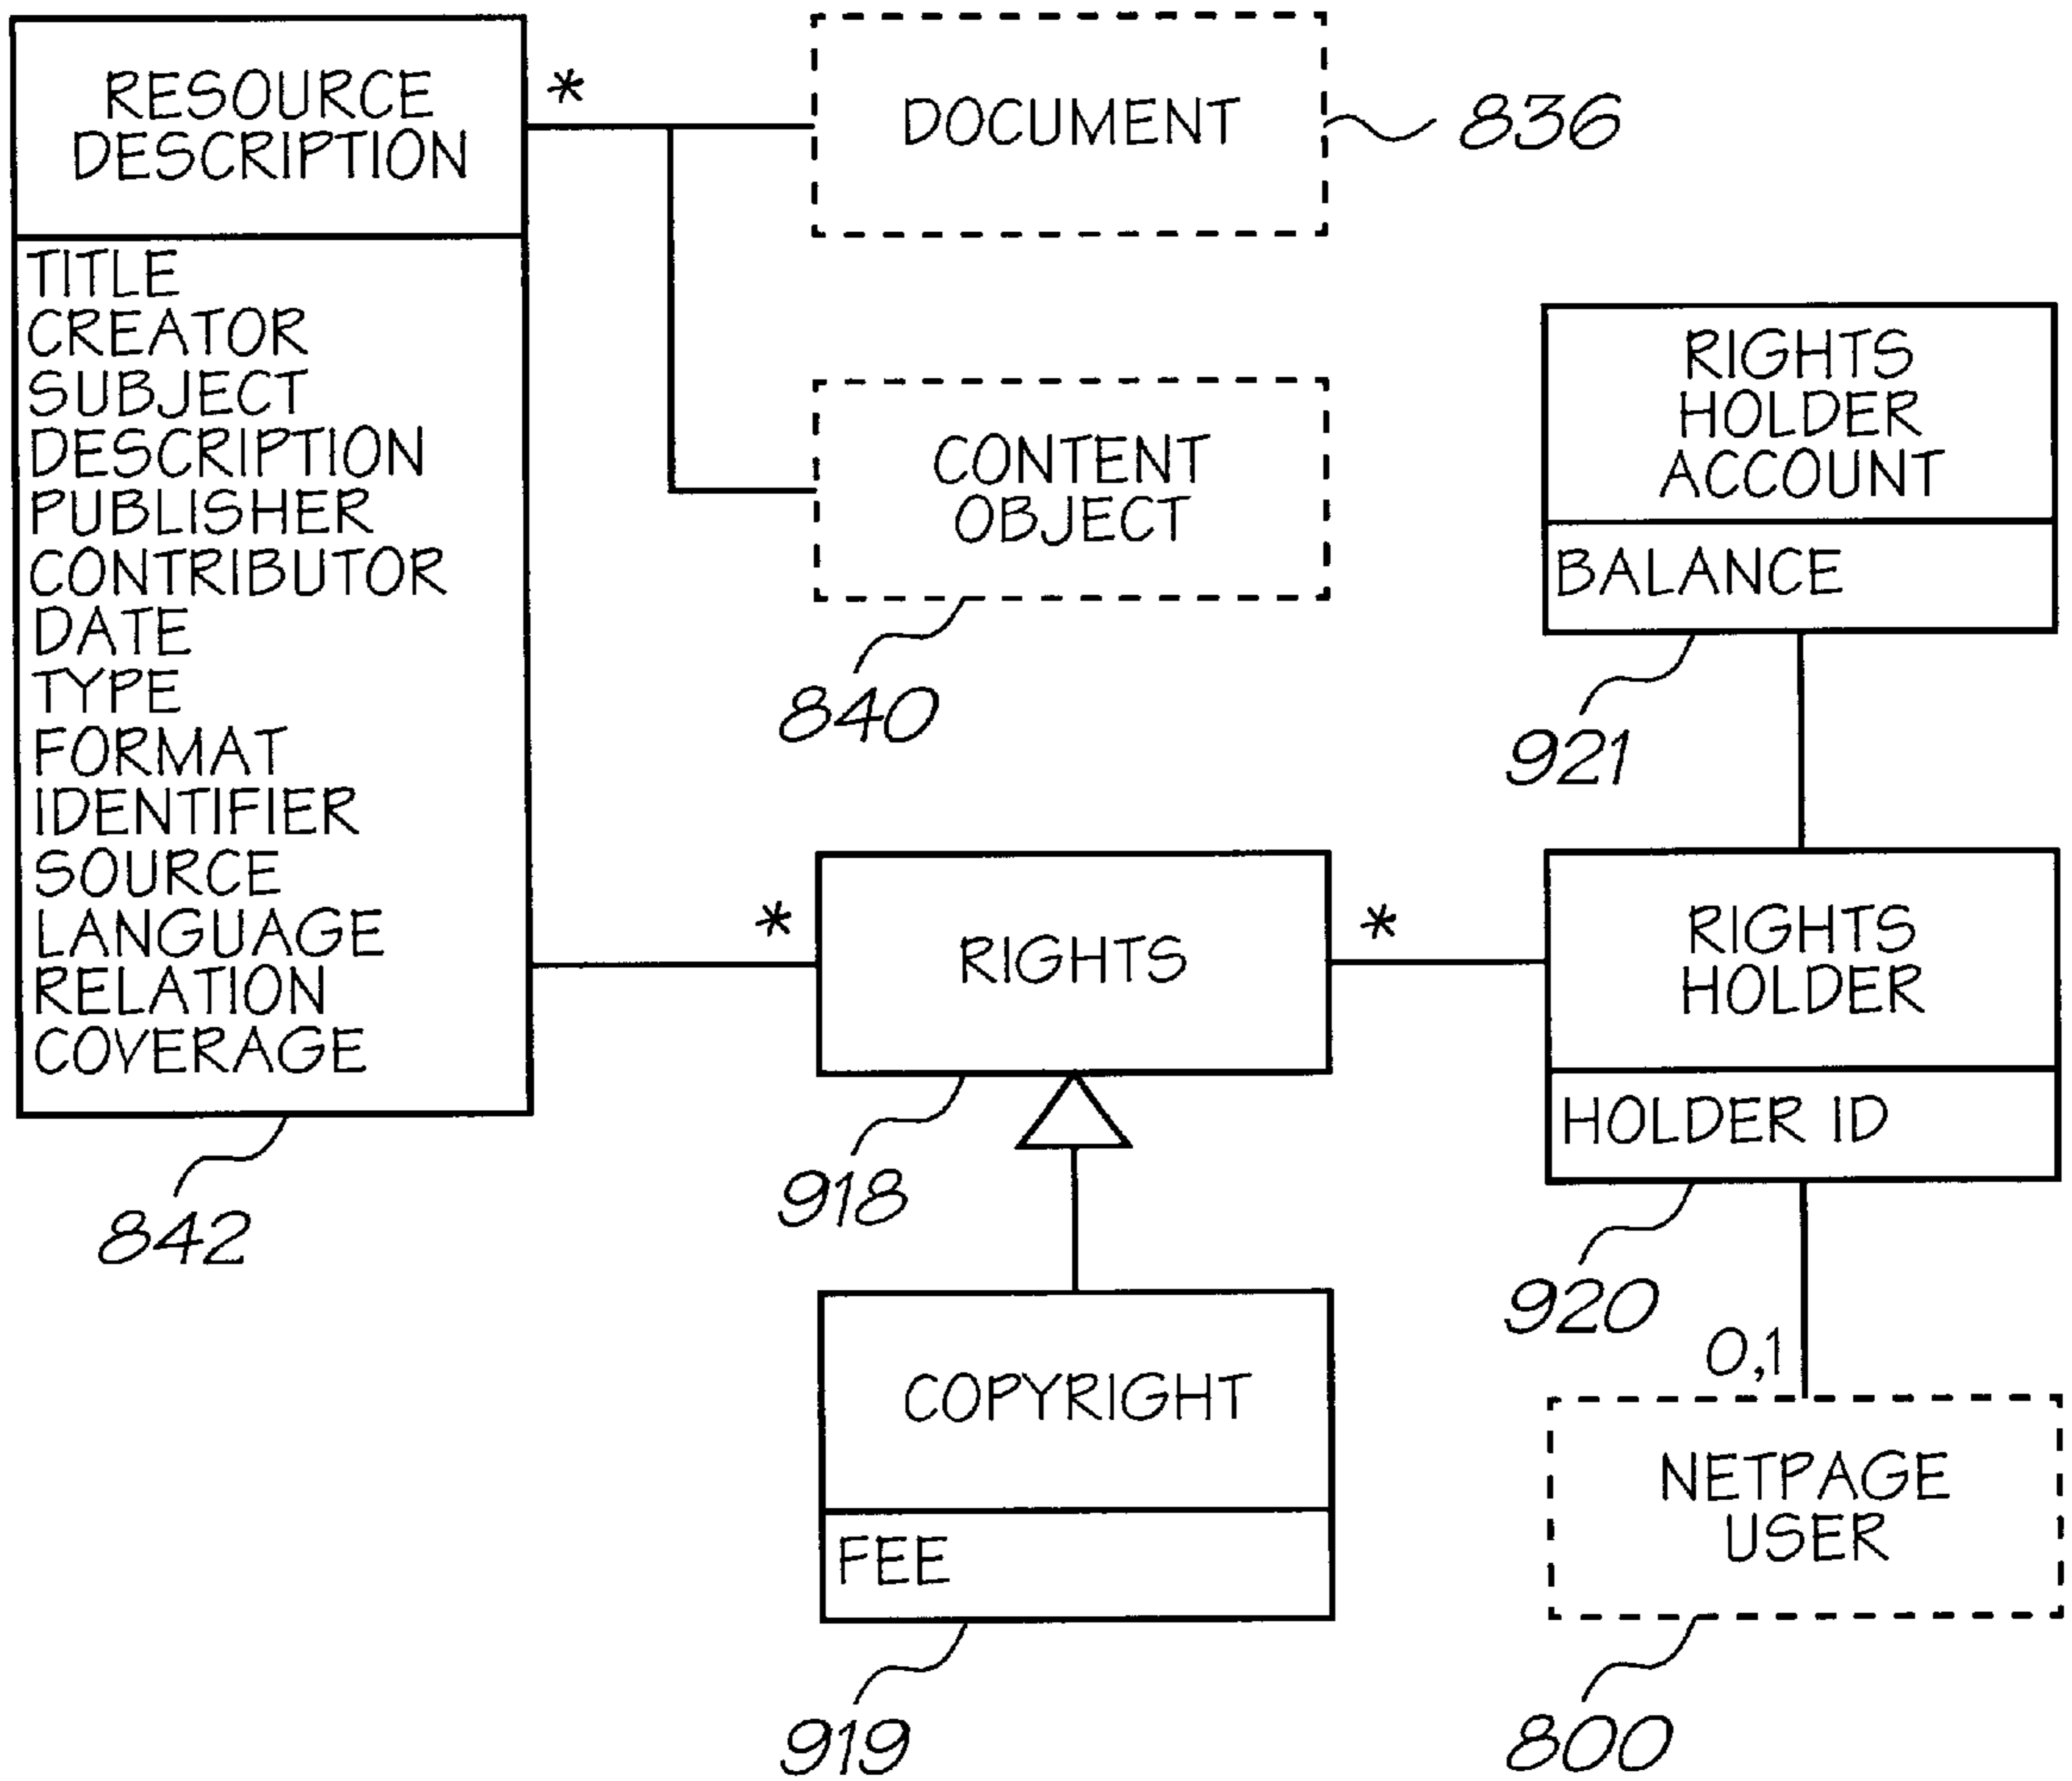 RESOURCE
DESCRIPTION
*
TITLE
CREATOR
SUBJECT
DESCRIPTION
PUBLISHER
CONTRIBUTOR
DATE
TYPE
FORMAT
IDENTIFIER
SOURCE
LANGUAGE
RELATION
COVERAGE
842
DOCUMENT
836
CONTENT
OBJECT
840
RIGHTS
HOLDER
ACCOUNT
BALANCE
921
*
RIGHTS
*
918
RIGHTS
HOLDER
HOLDER ID
920
0,1
COPYRIGHT
FEE
919
NETPAGE
USER
800